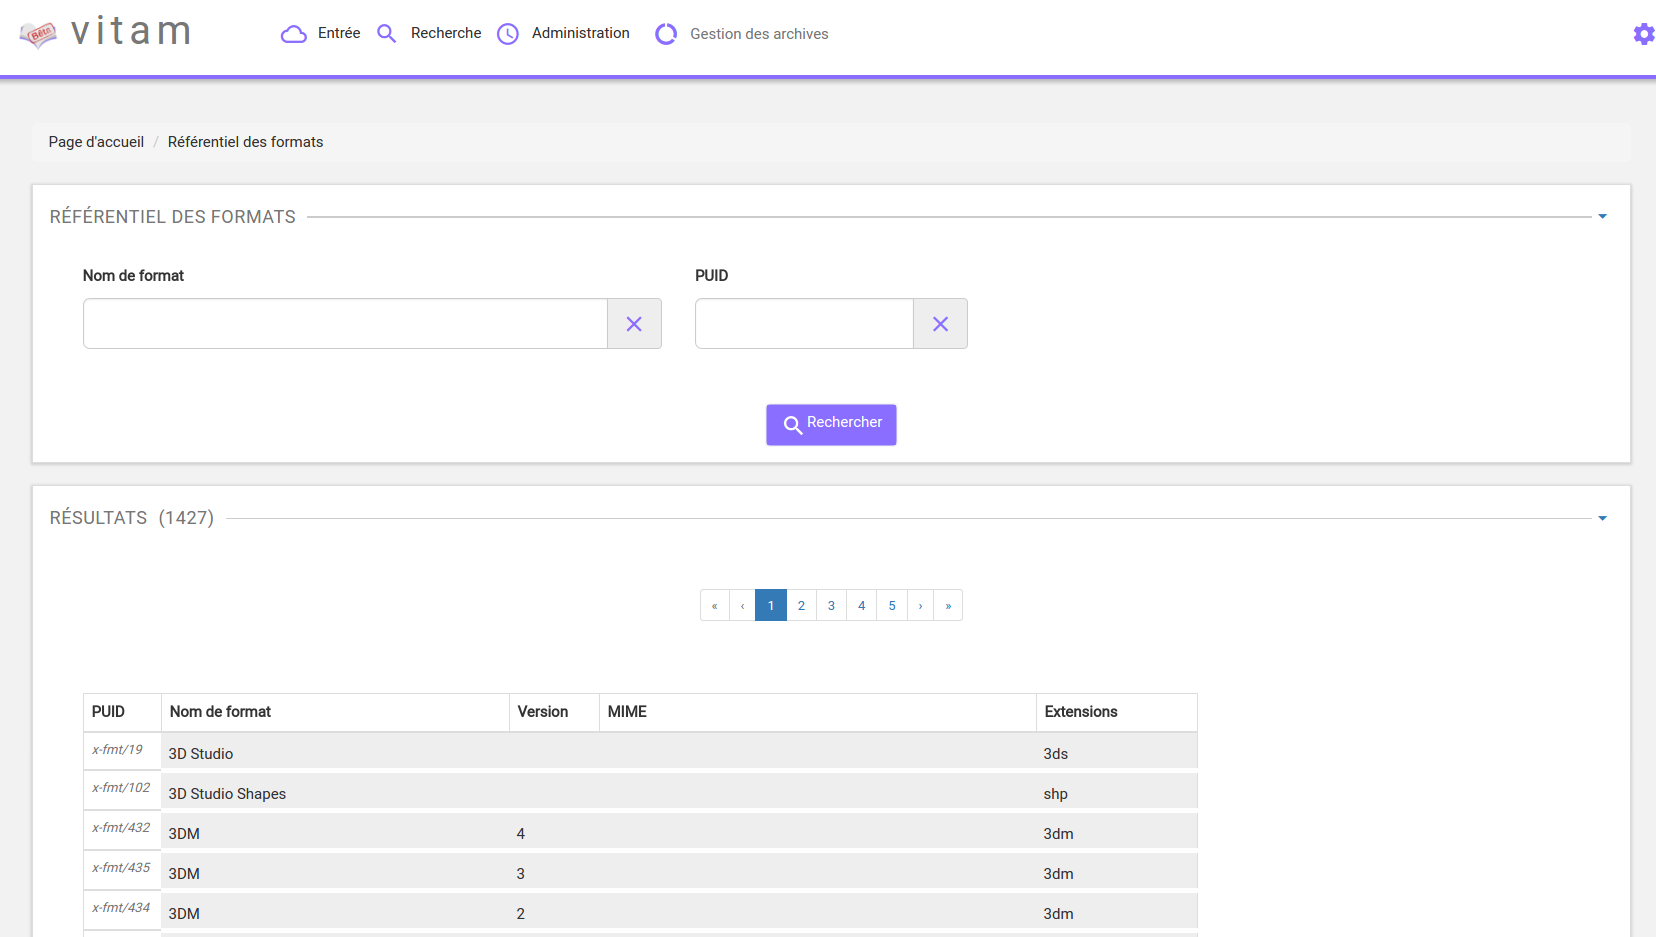 Bêta vitam Entrée Recherche Administration Gestion des archives
Page d'accueil / Référentiel des formats
RÉFÉRENTIEL DES FORMATS
Nom de format PUID
Rechercher
RÉSULTATS (1427)
« ‹ 1 2 3 4 5 › »
PUID Nom de format Version MIME Extensions
x-fmt/19 3D Studio 3ds
x-fmt/102 3D Studio Shapes shp
x-fmt/432 3DM 4 3dm
x-fmt/435 3DM 3 3dm
x-fmt/434 3DM 2 3dm